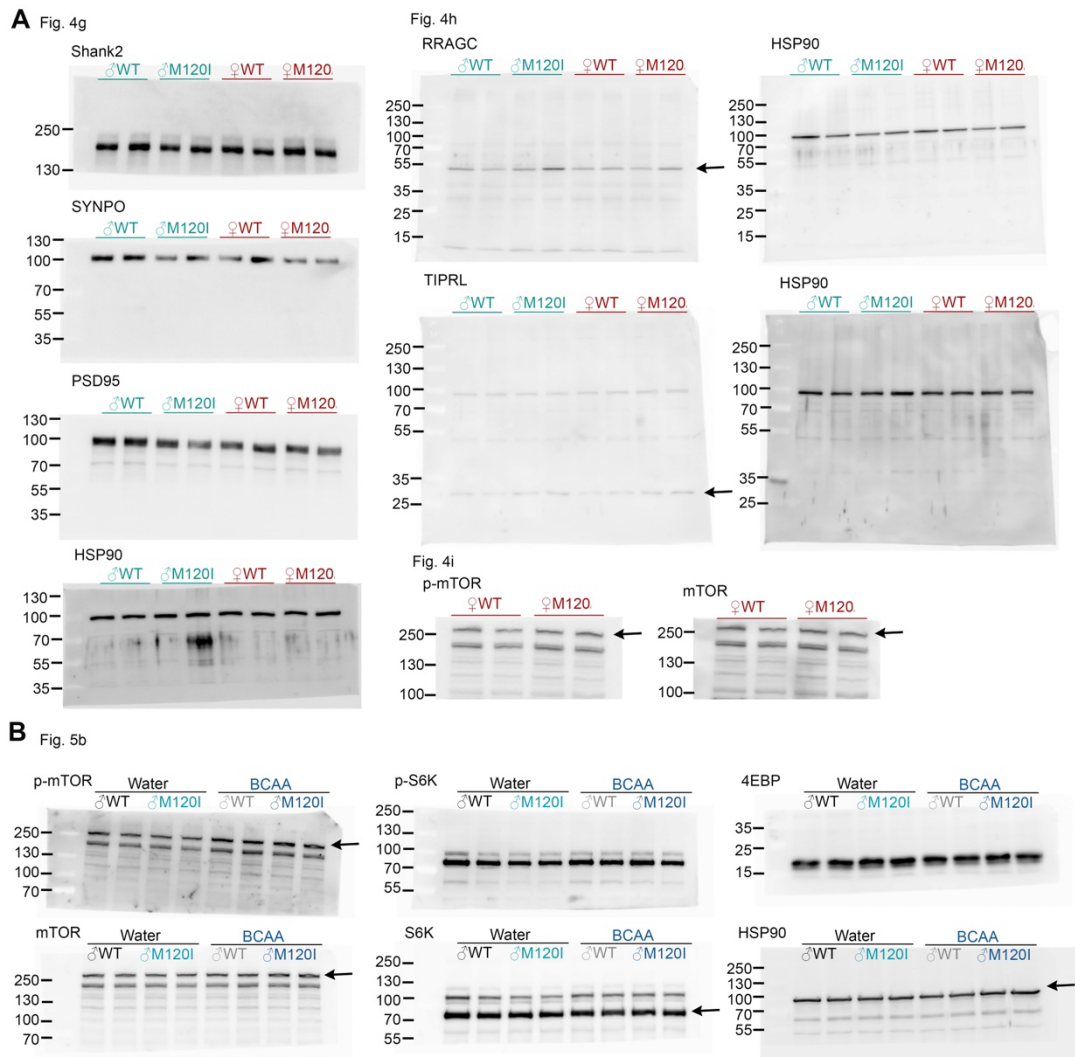 A Fig. 4g
Shank2
♂WT ♂M120I ♀WT ♀M120
250
130
SYNPO
♂WT ♂M120I ♀WT ♀M120
130
100
70
55
35
PSD95
♂WT ♂M120I ♀WT ♀M120
130
100
70
55
35
HSP90
♂WT ♂M120I ♀WT ♀M120
130
100
70
55
35
Fig. 4h
RRAGC
♂WT ♂M120I ♀WT ♀M120
250
130
100
70
55
35
25
15
HSP90
♂WT ♂M120I ♀WT ♀M120
250
130
100
70
55
35
25
15
TIPRL
♂WT ♂M120I ♀WT ♀M120
250
130
100
70
55
35
25
HSP90
♂WT ♂M120I ♀WT ♀M120
250
130
100
70
55
35
25
Fig. 4i
p-mTOR
♀WT ♀M120
250
130
100
mTOR
♀WT ♀M120
250
130
100
B Fig. 5b
p-mTOR
Water BCAA
♂WT ♂M120I ♂WT ♂M120I
250
130
100
70
p-S6K
Water BCAA
♂WT ♂M120I ♂WT ♂M120I
250
130
100
70
55
4EBP
Water BCAA
♂WT ♂M120I ♂WT ♂M120I
35
25
15
mTOR
Water BCAA
♂WT ♂M120I ♂WT ♂M120I
250
130
100
70
S6K
Water BCAA
♂WT ♂M120I ♂WT ♂M120I
250
130
100
70
55
HSP90
Water BCAA
♂WT ♂M120I ♂WT ♂M120I
250
130
100
70
55